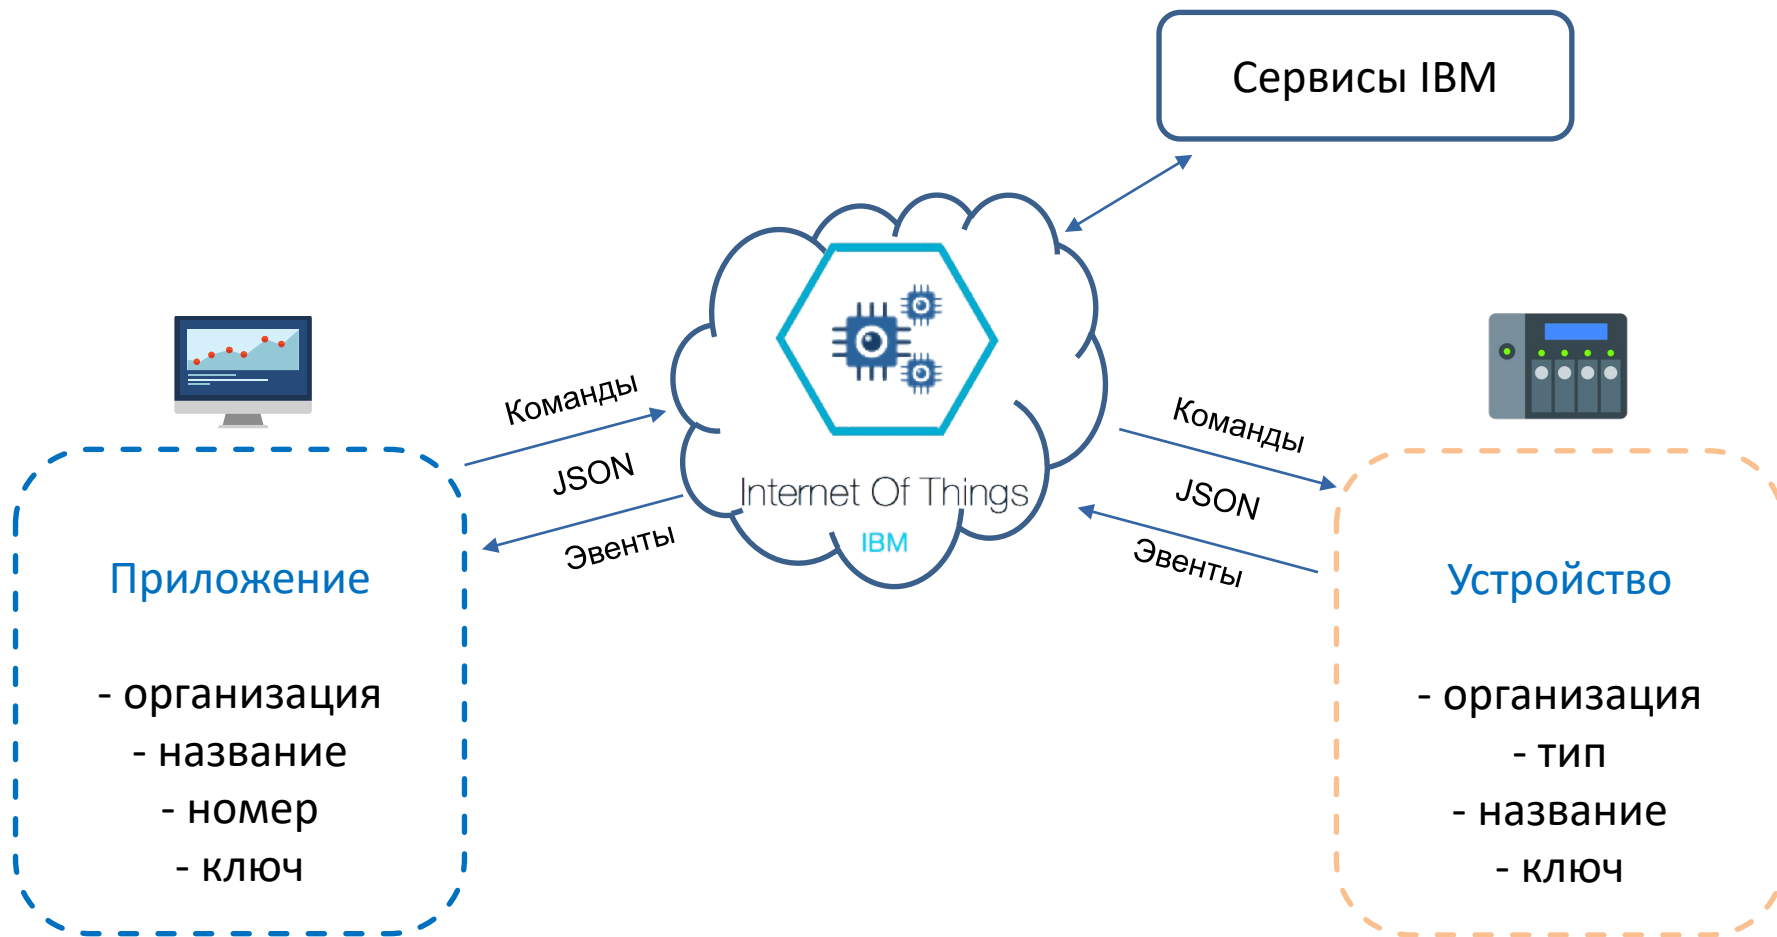 Сервисы IBM
Команды
JSON
Эвенты
Internet Of Things
IBM
Команды
JSON
Эвенты
Приложение
- организация
- название
- номер
- ключ
Устройство
- организация
- тип
- название
- ключ